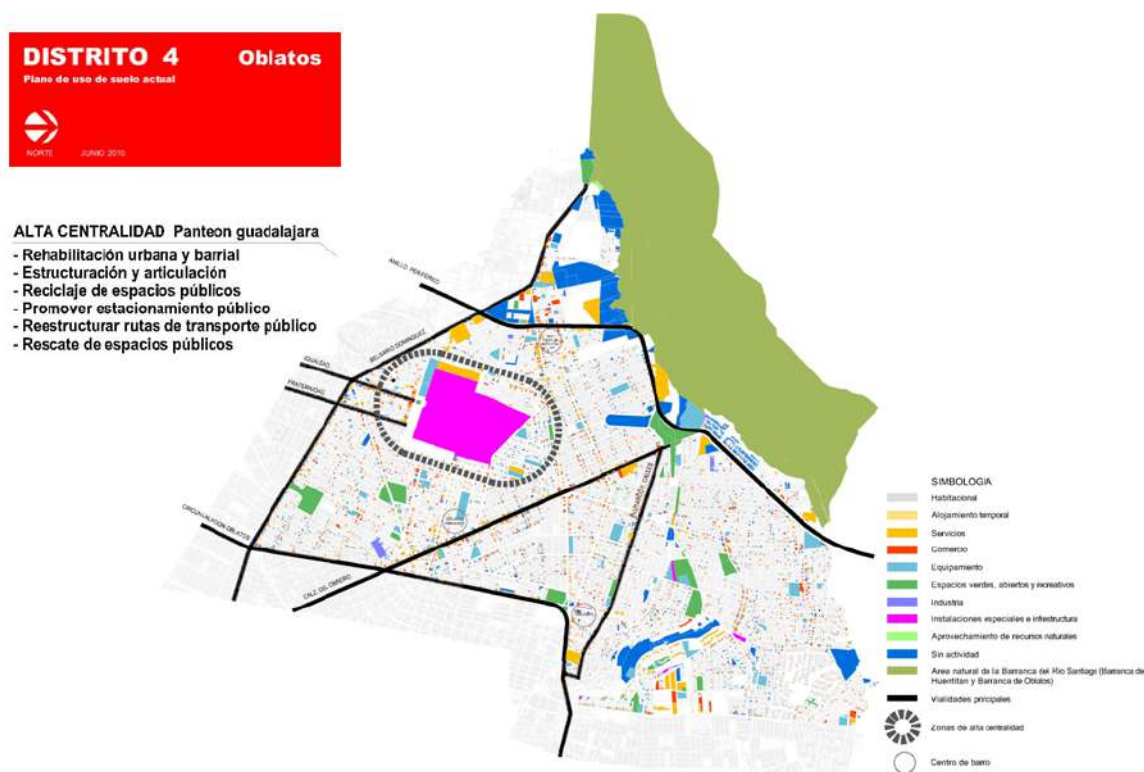 DISTRITO 4 Oblatos
Plano de uso de suelo actual
NORTE JUNIO 2010
ALTA CENTRALIDAD Panteon guadalajara
- Rehabilitación urbana y barrial
- Estructuración y articulación
- Reciclaje de espacios públicos
- Promover estacionamiento público
- Reestructurar rutas de transporte público
- Rescate de espacios públicos
ANILLO PERIFERICO
BELISARIO DOMINGUEZ
IGUALDAD
FRATERNIDAD
CIRCUNVALACION OBLATOS
CALZ. DEL OBRERO
SIMBOLOGIA
Habitacional
Alojamiento temporal
Servicios
Comercio
Equipamiento
Espacios verdes, abiertos y recreativos
Industria
Instalaciones especiales e infrestructura
Aprovechamiento de recursos naturales
Sin actividad
Area natural de la Barranca del Rio Santiago (Barranca de
Huentitan y Barranca de Oblatos)
Vialidades principales
Zonas de alta centralidad
Centro de barro